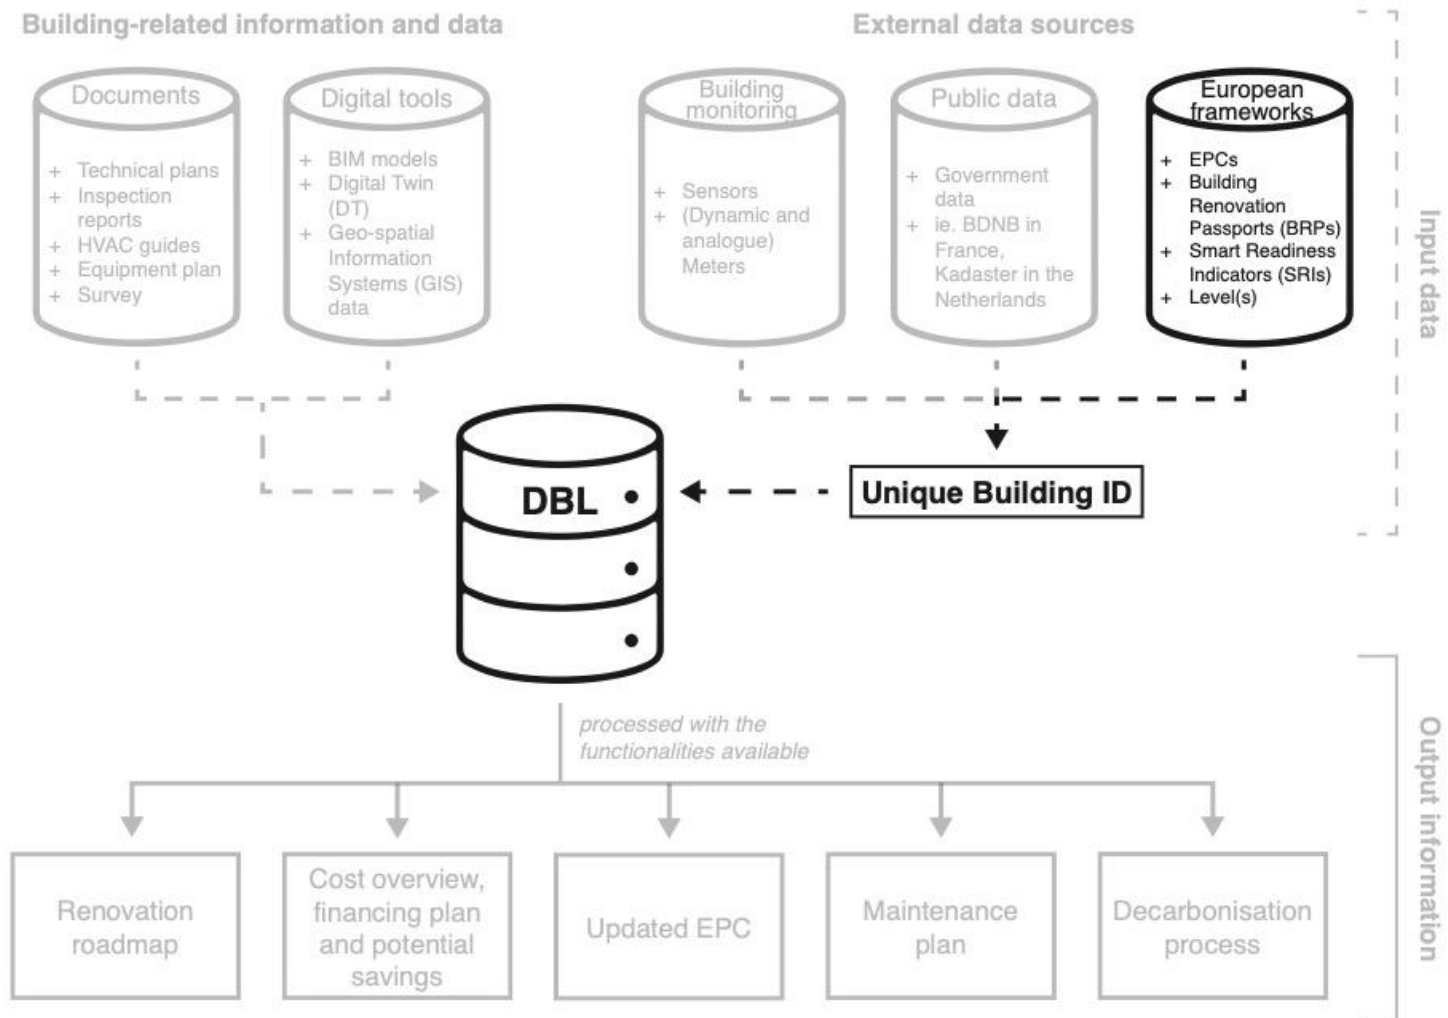 Building-related information and data
External data sources
Documents
+ Technical plans
+ Inspection
reports
+ HVAC guides
+ Equipment plan
+ Survey
Digital tools
+ BIM models
+ Digital Twin
(DT)
+ Geo-spatial
Information
Systems (GIS)
data
Building
monitoring
+ Sensors
+ (Dynamic and
analogue)
Meters
Public data
+ Government
data
+ ie. BDNB in
France,
Kadaster in the
Netherlands
European
frameworks
+ EPCs
+ Building
Renovation
Passports (BRPs)
+ Smart Readiness
Indicators (SRIs)
+ Level(s)
Input data
DBL
Unique Building ID
processed with the
functionalities available
Output information
Renovation
roadmap
Cost overview,
financing plan
and potential
savings
Updated EPC
Maintenance
plan
Decarbonisation
process